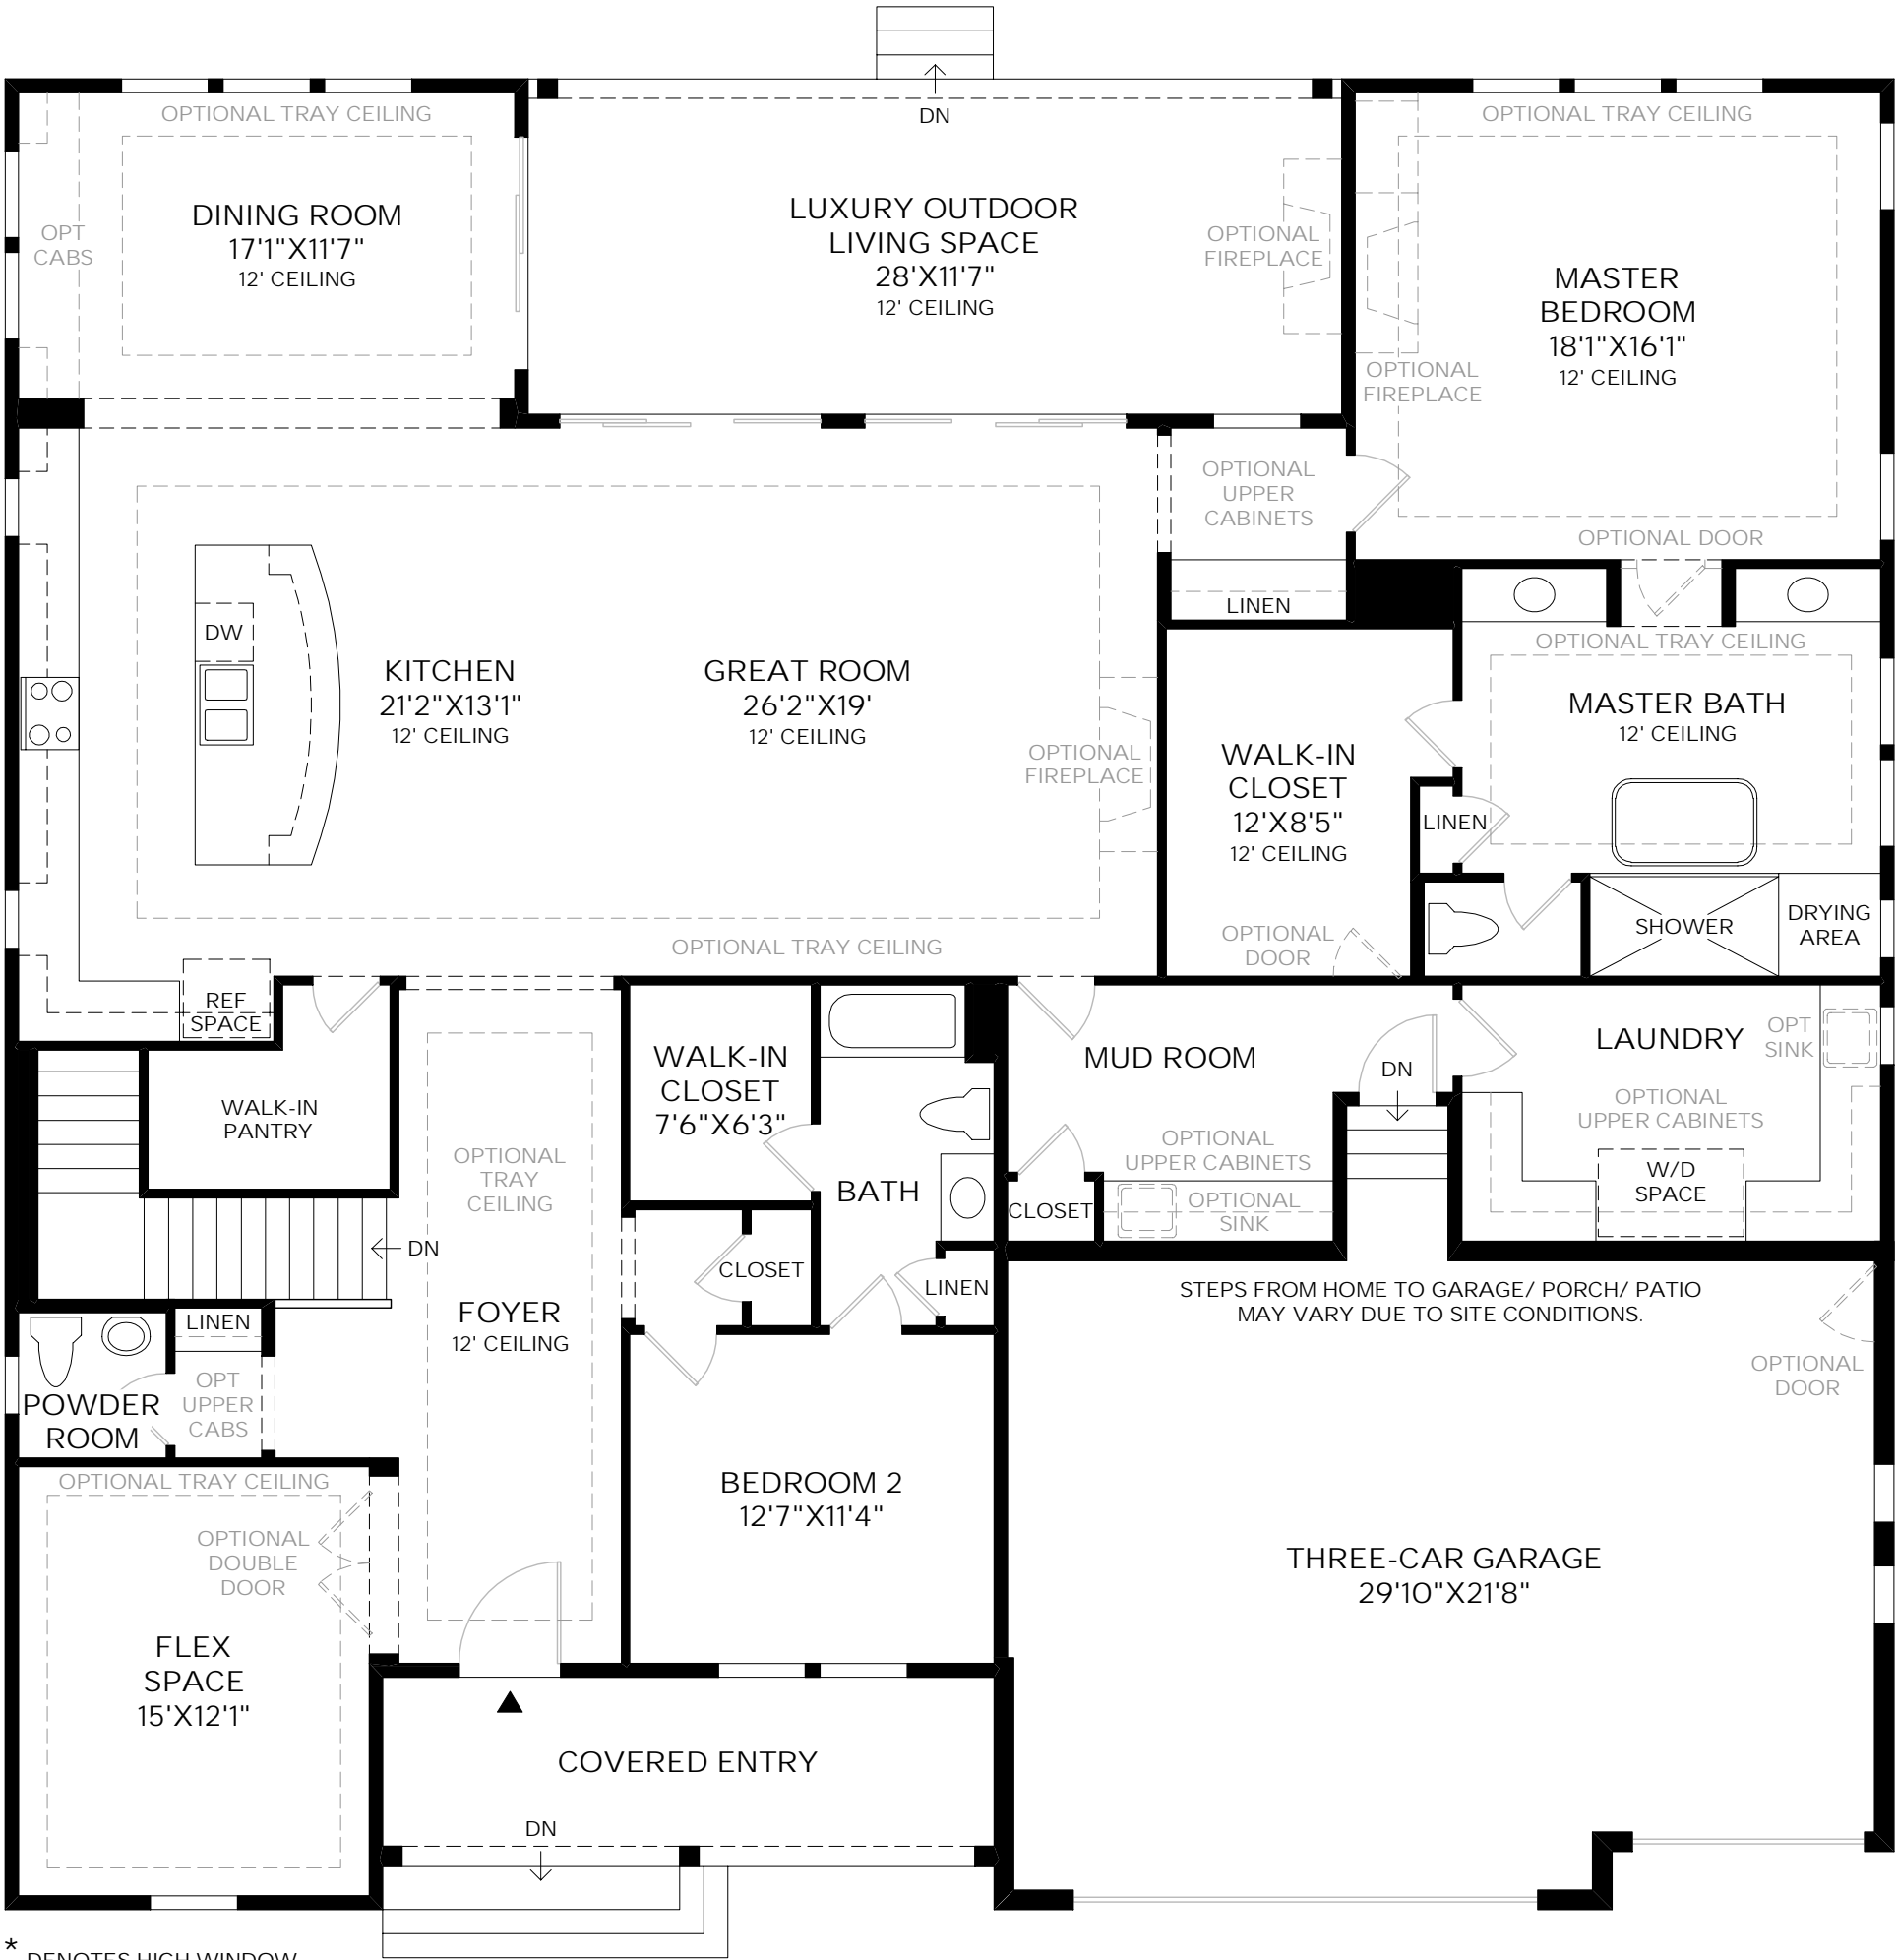 DN
OPTIONAL TRAY CEILING
OPT
CABS
DINING ROOM
17'1"X11'7"
12' CEILING
LUXURY OUTDOOR
LIVING SPACE
28'X11'7"
12' CEILING
OPTIONAL
FIREPLACE
OPTIONAL TRAY CEILING
MASTER
BEDROOM
18'1"X16'1"
12' CEILING
OPTIONAL
FIREPLACE
OPTIONAL DOOR
OPTIONAL
UPPER
CABINETS
LINEN
DW
KITCHEN
21'2"X13'1"
12' CEILING
GREAT ROOM
26'2"X19'
12' CEILING
OPTIONAL
FIREPLACE
OPTIONAL TRAY CEILING
WALK-IN
CLOSET
12'X8'5"
12' CEILING
OPTIONAL
DOOR
OPTIONAL TRAY CEILING
MASTER BATH
12' CEILING
LINEN
SHOWER
DRYING
AREA
REF
SPACE
WALK-IN
PANTRY
OPTIONAL
TRAY
CEILING
WALK-IN
CLOSET
7'6"X6'3"
BATH
MUD ROOM
DN
OPTIONAL
UPPER CABINETS
CLOSET
OPTIONAL
SINK
LAUNDRY
OPT
SINK
OPTIONAL
UPPER CABINETS
W/D
SPACE
DN
CLOSET
LINEN
FOYER
12' CEILING
LINEN
OPT
UPPER
CABS
POWDER
ROOM
STEPS FROM HOME TO GARAGE/ PORCH/ PATIO
MAY VARY DUE TO SITE CONDITIONS.
OPTIONAL
DOOR
OPTIONAL TRAY CEILING
OPTIONAL
DOUBLE
DOOR
FLEX
SPACE
15'X12'1"
BEDROOM 2
12'7"X11'4"
THREE-CAR GARAGE
29'10"X21'8"
COVERED ENTRY
DN
* DENOTES HIGH WINDOW